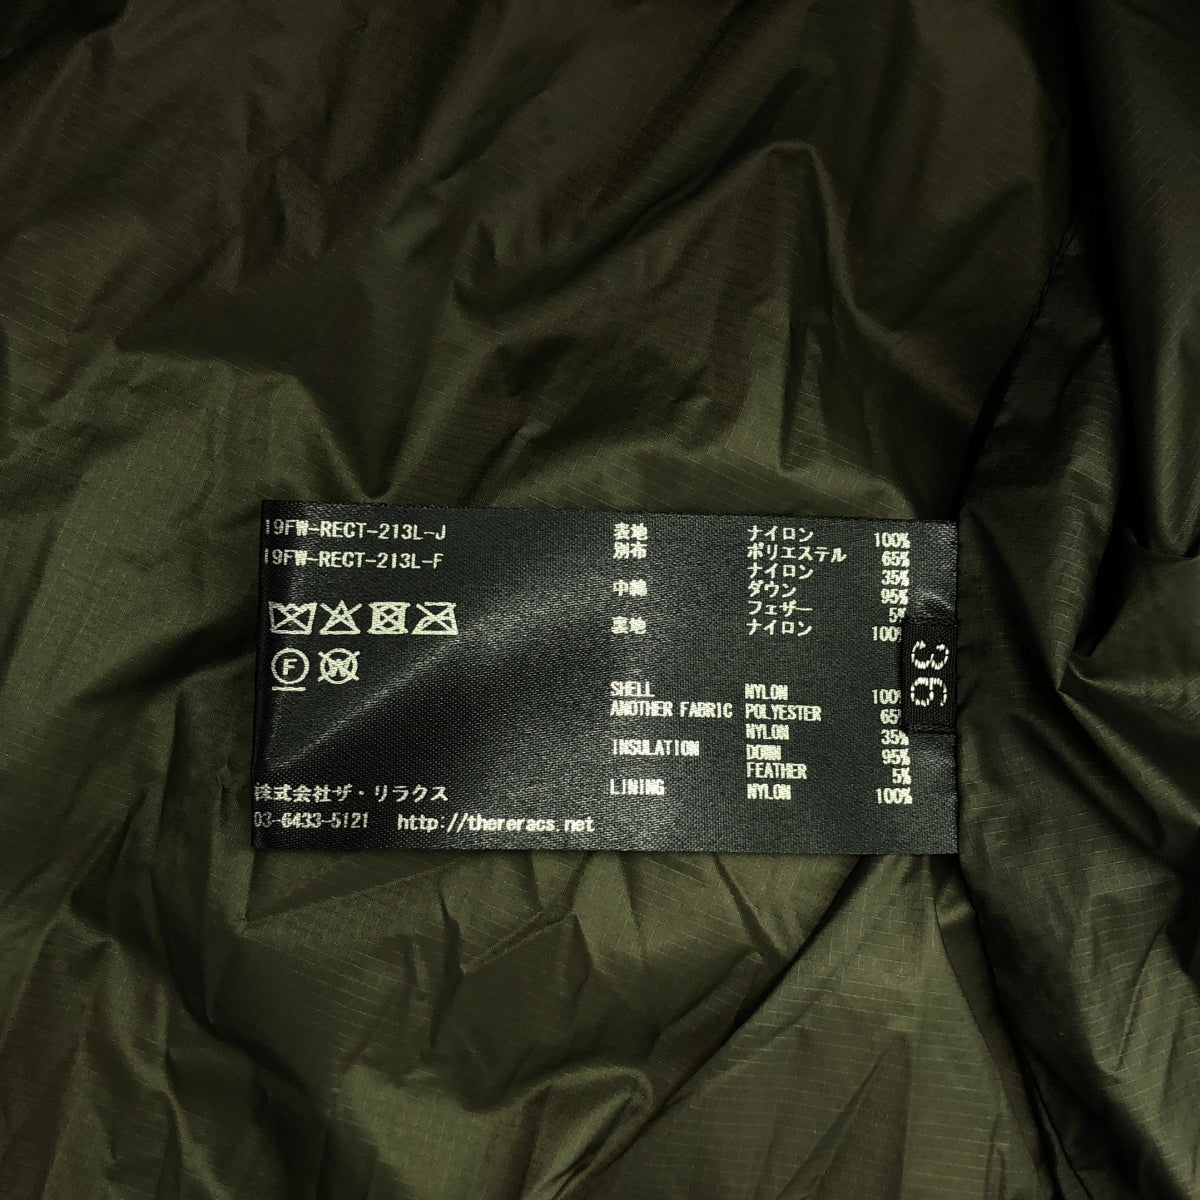 19FW-RECT-213L-J
19FW-RECT-213L-F
F
W
株式会社ザ・リラクス
03-6433-5121 http://thereracs.net
表地 ナイロン 100%
別布 ポリエステル 65%
ナイロン 35%
中綿 ダウン 95%
フェザー 5%
裏地 ナイロン 100%
SHELL NYLON 100%
ANOTHER FABRIC POLYESTER 65%
NYLON 35%
INSULATION DOWN 95%
FEATHER 5%
LINING NYLON 100%
36